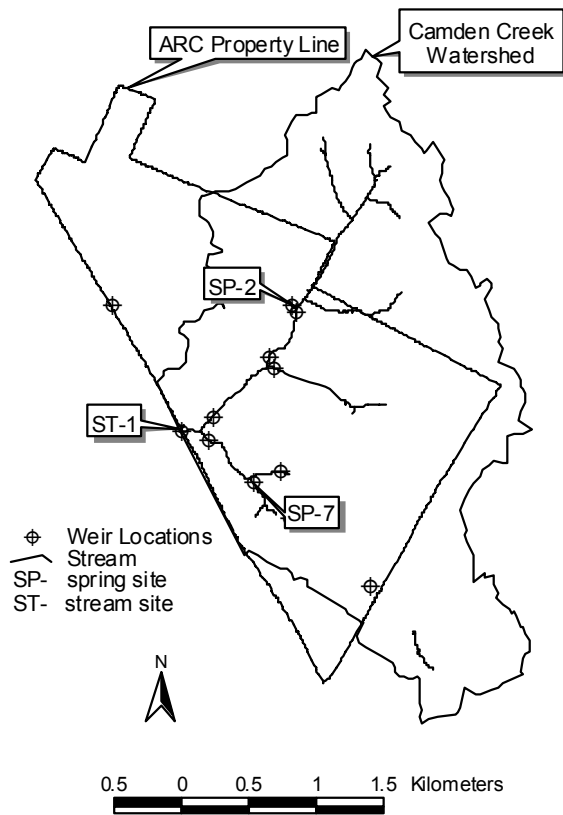 ARC Property Line
Camden Creek
Watershed
SP-2
ST-1
SP-7
Weir Locations
Stream
SP- spring site
ST- stream site
N
0.5 0 0.5 1 1.5 Kilometers